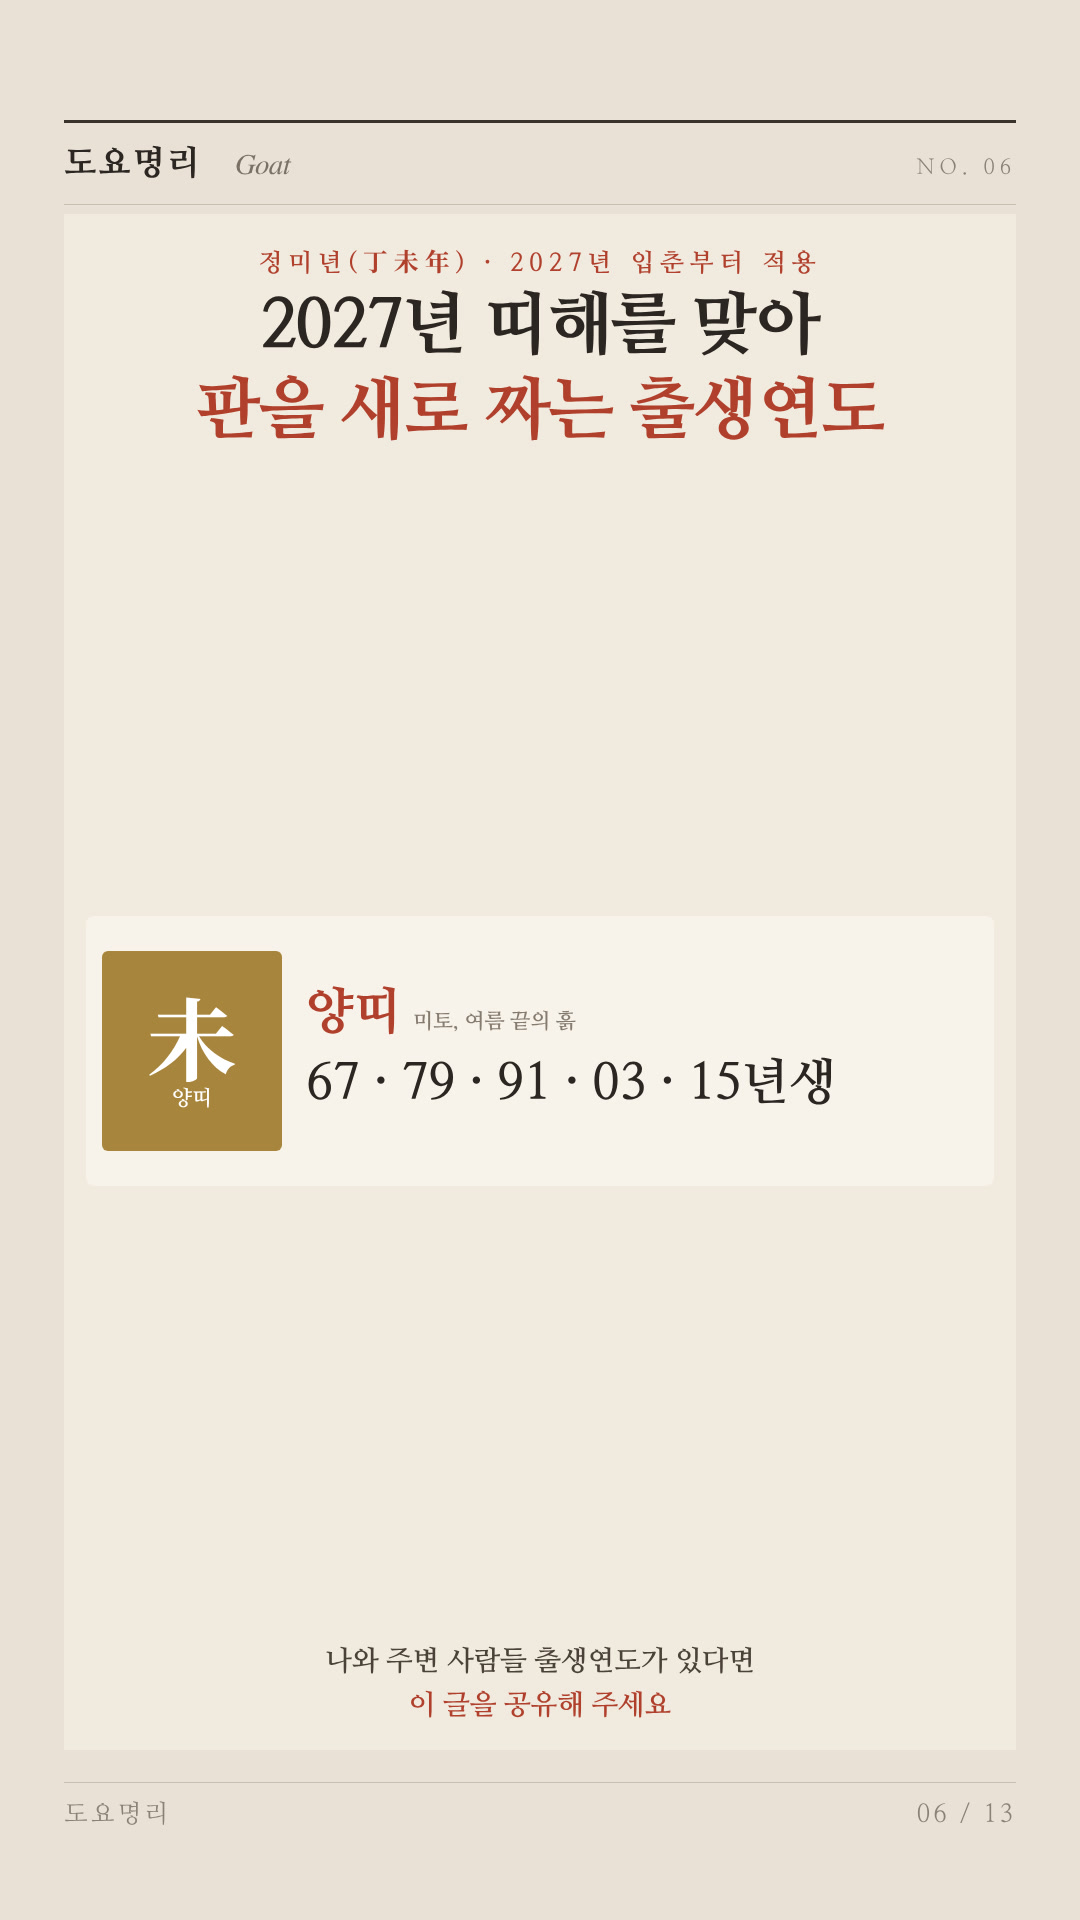 도요명리 Goat NO. 06
정미년(丁未年) · 2027년 입춘부터 적용
2027년 띠해를 맞아
판을 새로 짜는 출생연도
未
양띠
양띠 미토, 여름 끝의 흙
67 · 79 · 91 · 03 · 15년생
나와 주변 사람들 출생연도가 있다면
이 글을 공유해 주세요
도요명리 06 / 13